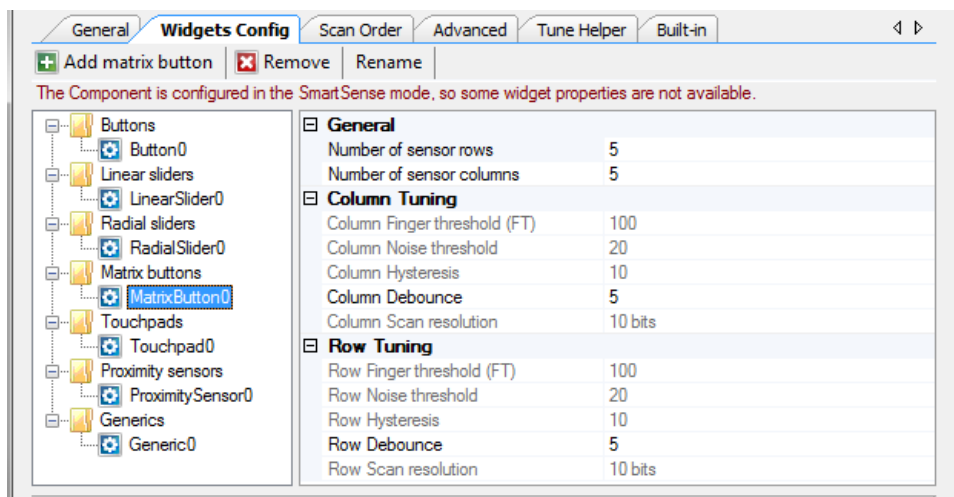 General Widgets Config Scan Order Advanced Tune Helper Built-in
Add matrix button Remove Rename
The Component is configured in the SmartSense mode, so some widget properties are not available.
Buttons
Button0
Linear sliders
LinearSlider0
Radial sliders
RadialSlider0
Matrix buttons
MatrixButton0
Touchpads
Touchpad0
Proximity sensors
ProximitySensor0
Generics
Generic0
General
Number of sensor rows 5
Number of sensor columns 5
Column Tuning
Column Finger threshold (FT) 100
Column Noise threshold 20
Column Hysteresis 10
Column Debounce 5
Column Scan resolution 10 bits
Row Tuning
Row Finger threshold (FT) 100
Row Noise threshold 20
Row Hysteresis 10
Row Debounce 5
Row Scan resolution 10 bits